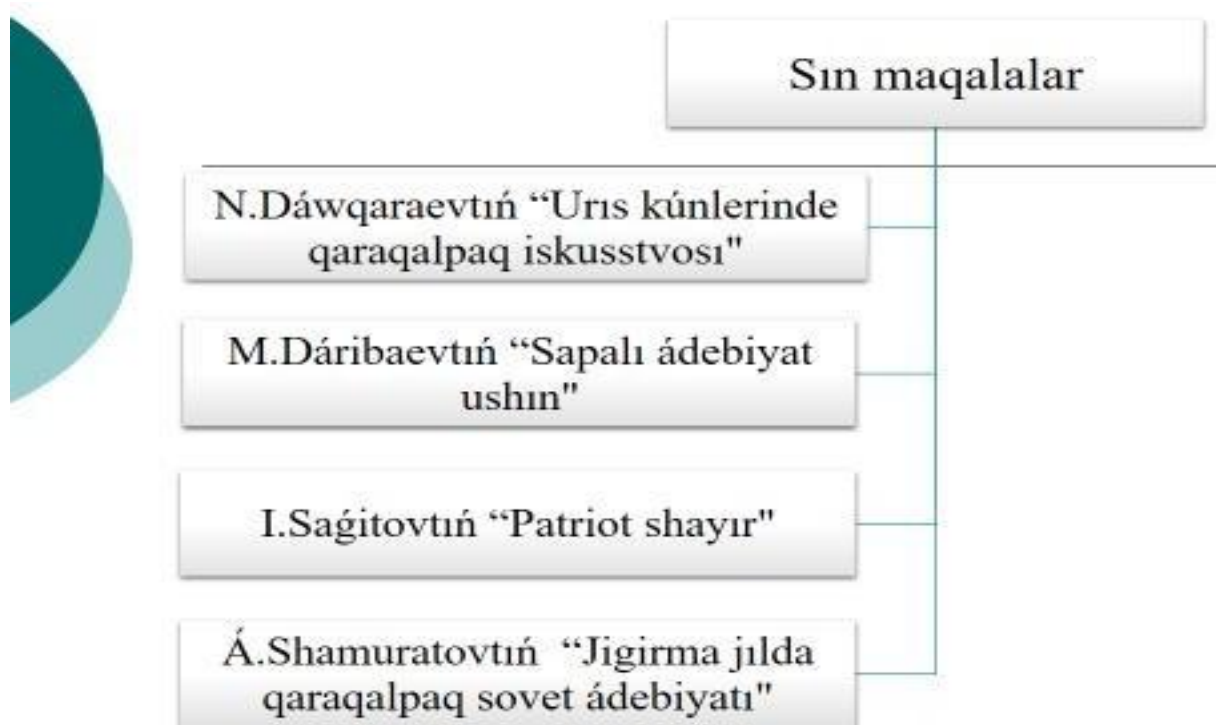 Sın maqalalar
N.Dáwqaraevtıń “Urıs kúnlerinde
qaraqalpaq iskusstvosı"
M.Dáribaevtıń “Sapalı ádebiyat
ushın"
I.Saǵitovtıń “Patriot shayır"
Á.Shamuratovtıń “Jigirma jılda
qaraqalpaq sovet ádebiyatı"